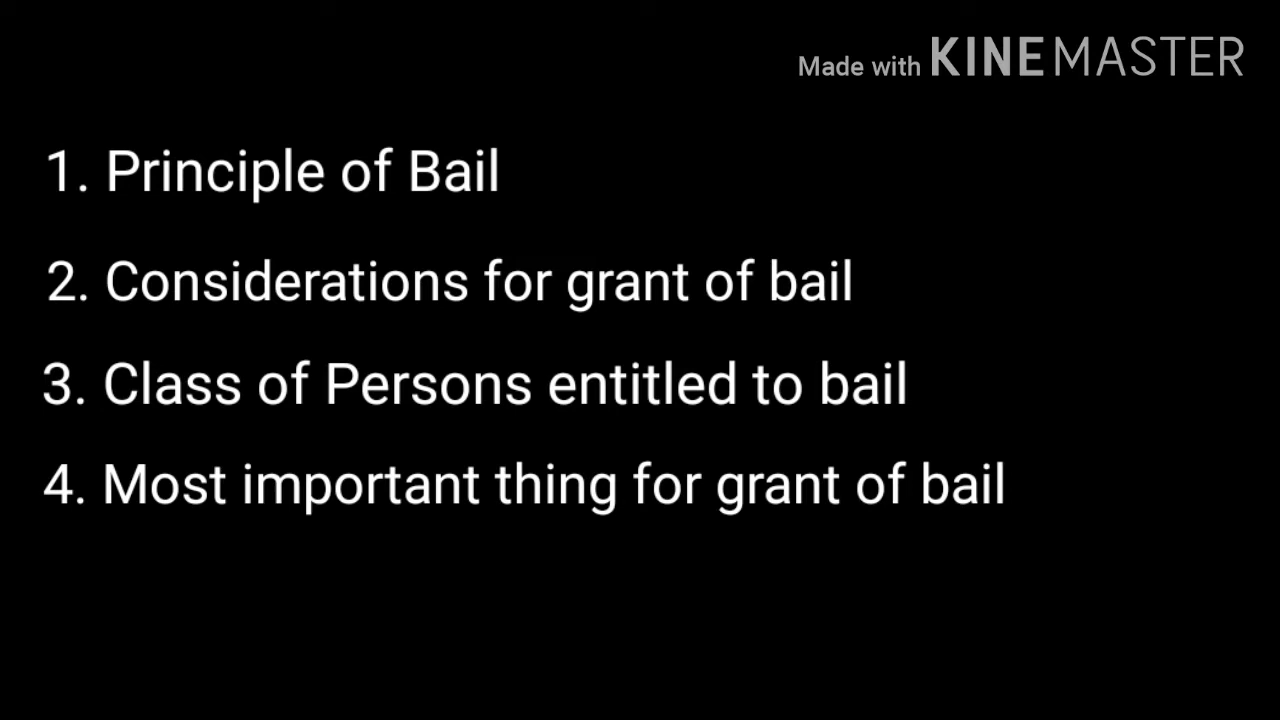 Made with KINEMASTER
1. Principle of Bail
2. Considerations for grant of bail
3. Class of Persons entitled to bail
4. Most important thing for grant of bail